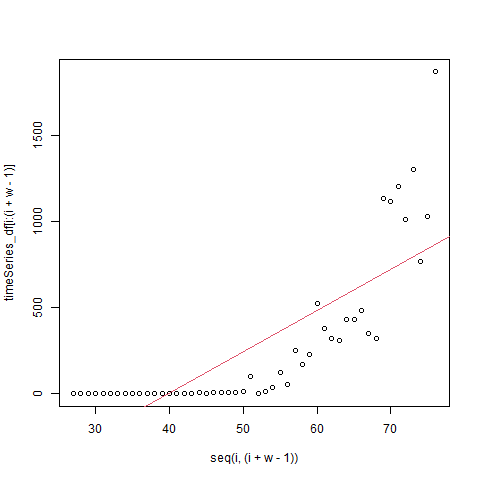 timeSeries_df[i:(i + w - 1)]
1500
1000
500
0
30 40 50 60 70
seq(i, (i + w - 1))